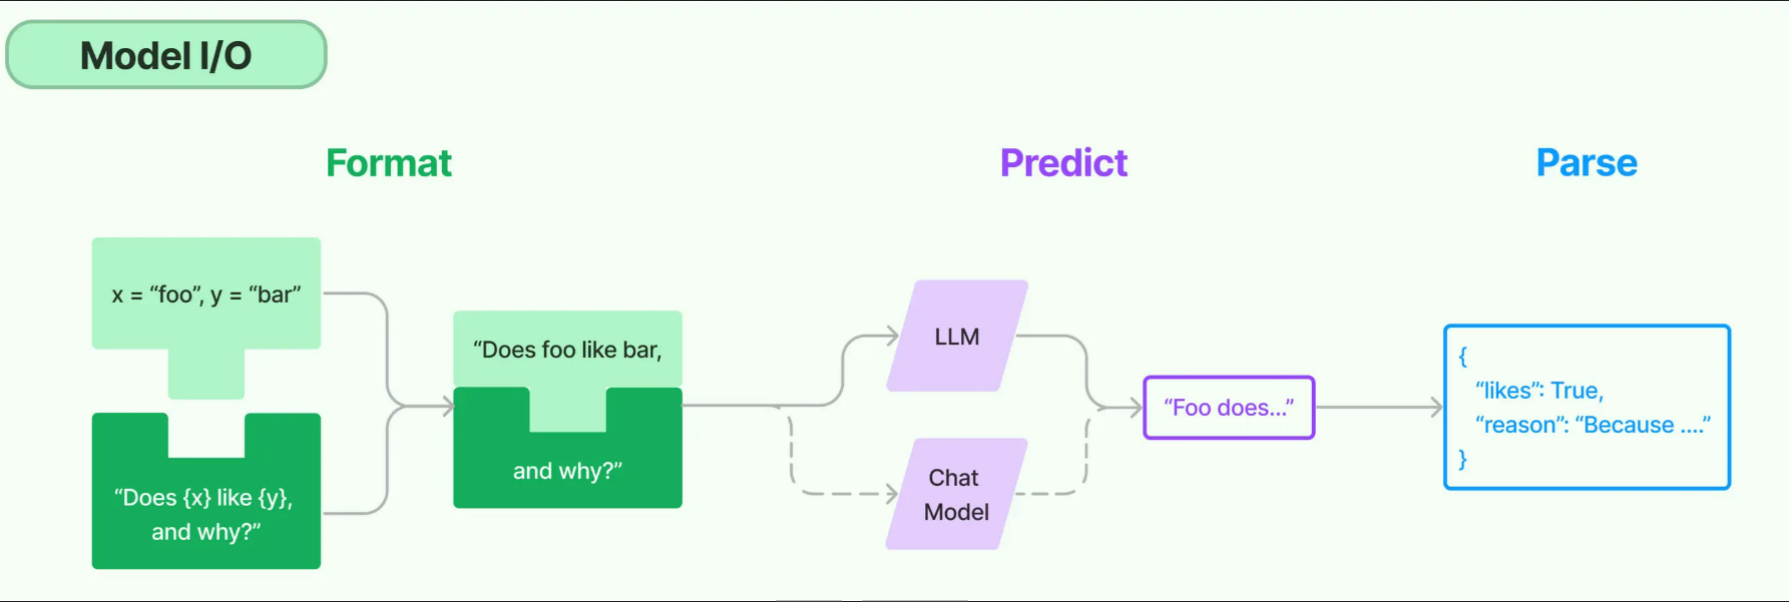 Model I/O
Format
Predict
Parse
x = “foo”, y = “bar”
“Does {x} like {y},
and why?”
“Does foo like bar,
and why?”
LLM
Chat
Model
“Foo does...”
{
“likes”: True,
“reason”: “Because ....”
}